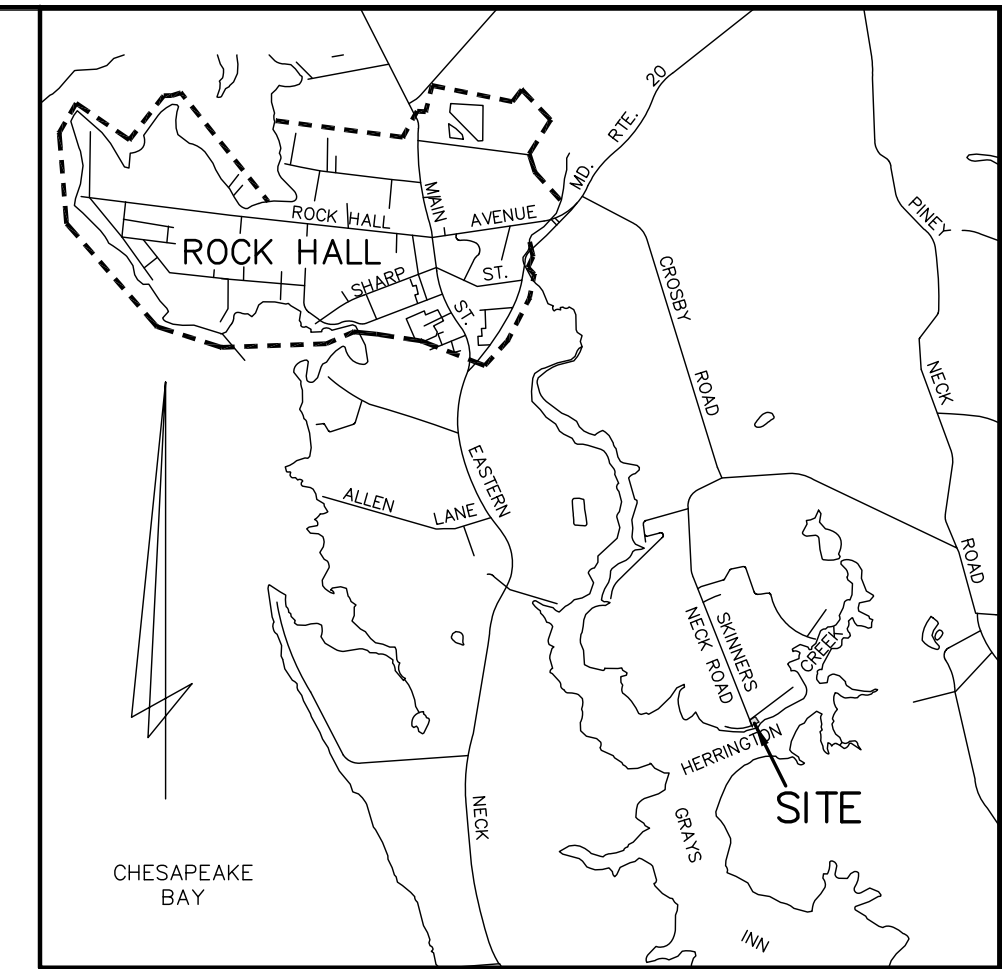 MD. RTE. 20
MAIN
ST.
ROCK HALL
AVENUE
ROCK HALL
SHARP
ST.
PINEY
NECK
ROAD
CROSBY
ROAD
EASTERN
NECK
ALLEN
LANE
SKINNERS
NECK ROAD
HERRINGTON
CREEK
SITE
GRAYS
INN
CHESAPEAKE
BAY